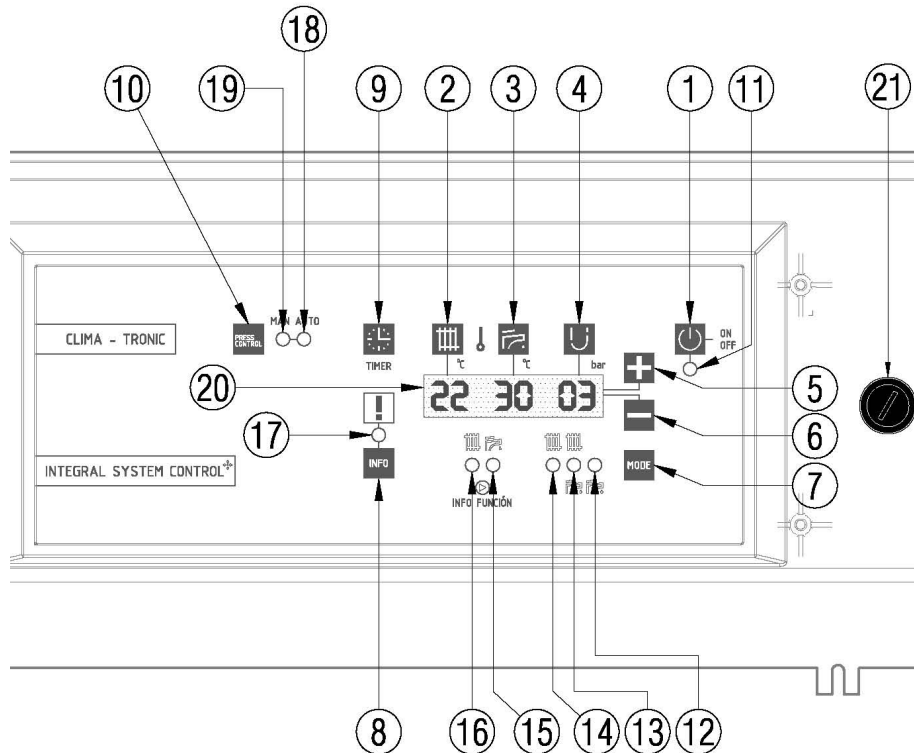 18
10 19 9 2 3 4 1 11 21
MAN AUTO
CLIMA - TRONIC
PRESS
CONTROL
TIMER
°C °C bar
ON
OFF
20
22 30 03
5
!
17
6
INTEGRAL SYSTEM CONTROL
INFO
MODE
7
INFO FUNCIÓN
8 16 15 14 13 12